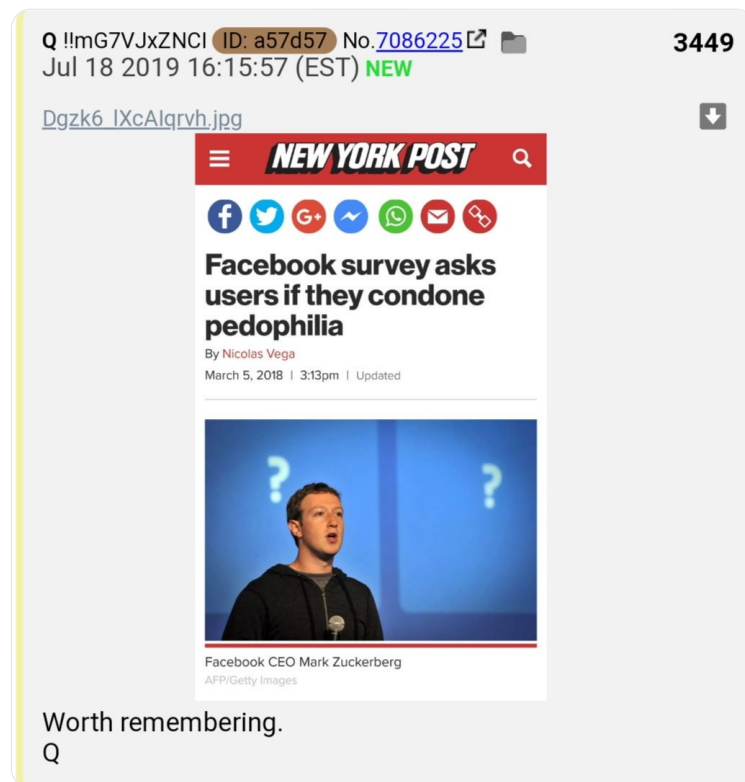 Q !!mG7VJxZNCI ID: a57d57 No.7086225 3449
Jul 18 2019 16:15:57 (EST) NEW
Dgzk6_lXcAIqrvh.jpg
NEW YORK POST
Facebook survey asks
users if they condone
pedophilia
By Nicolas Vega
March 5, 2018 | 3:13pm | Updated
? ?
Facebook CEO Mark Zuckerberg
AFP/Getty Images
Worth remembering.
Q